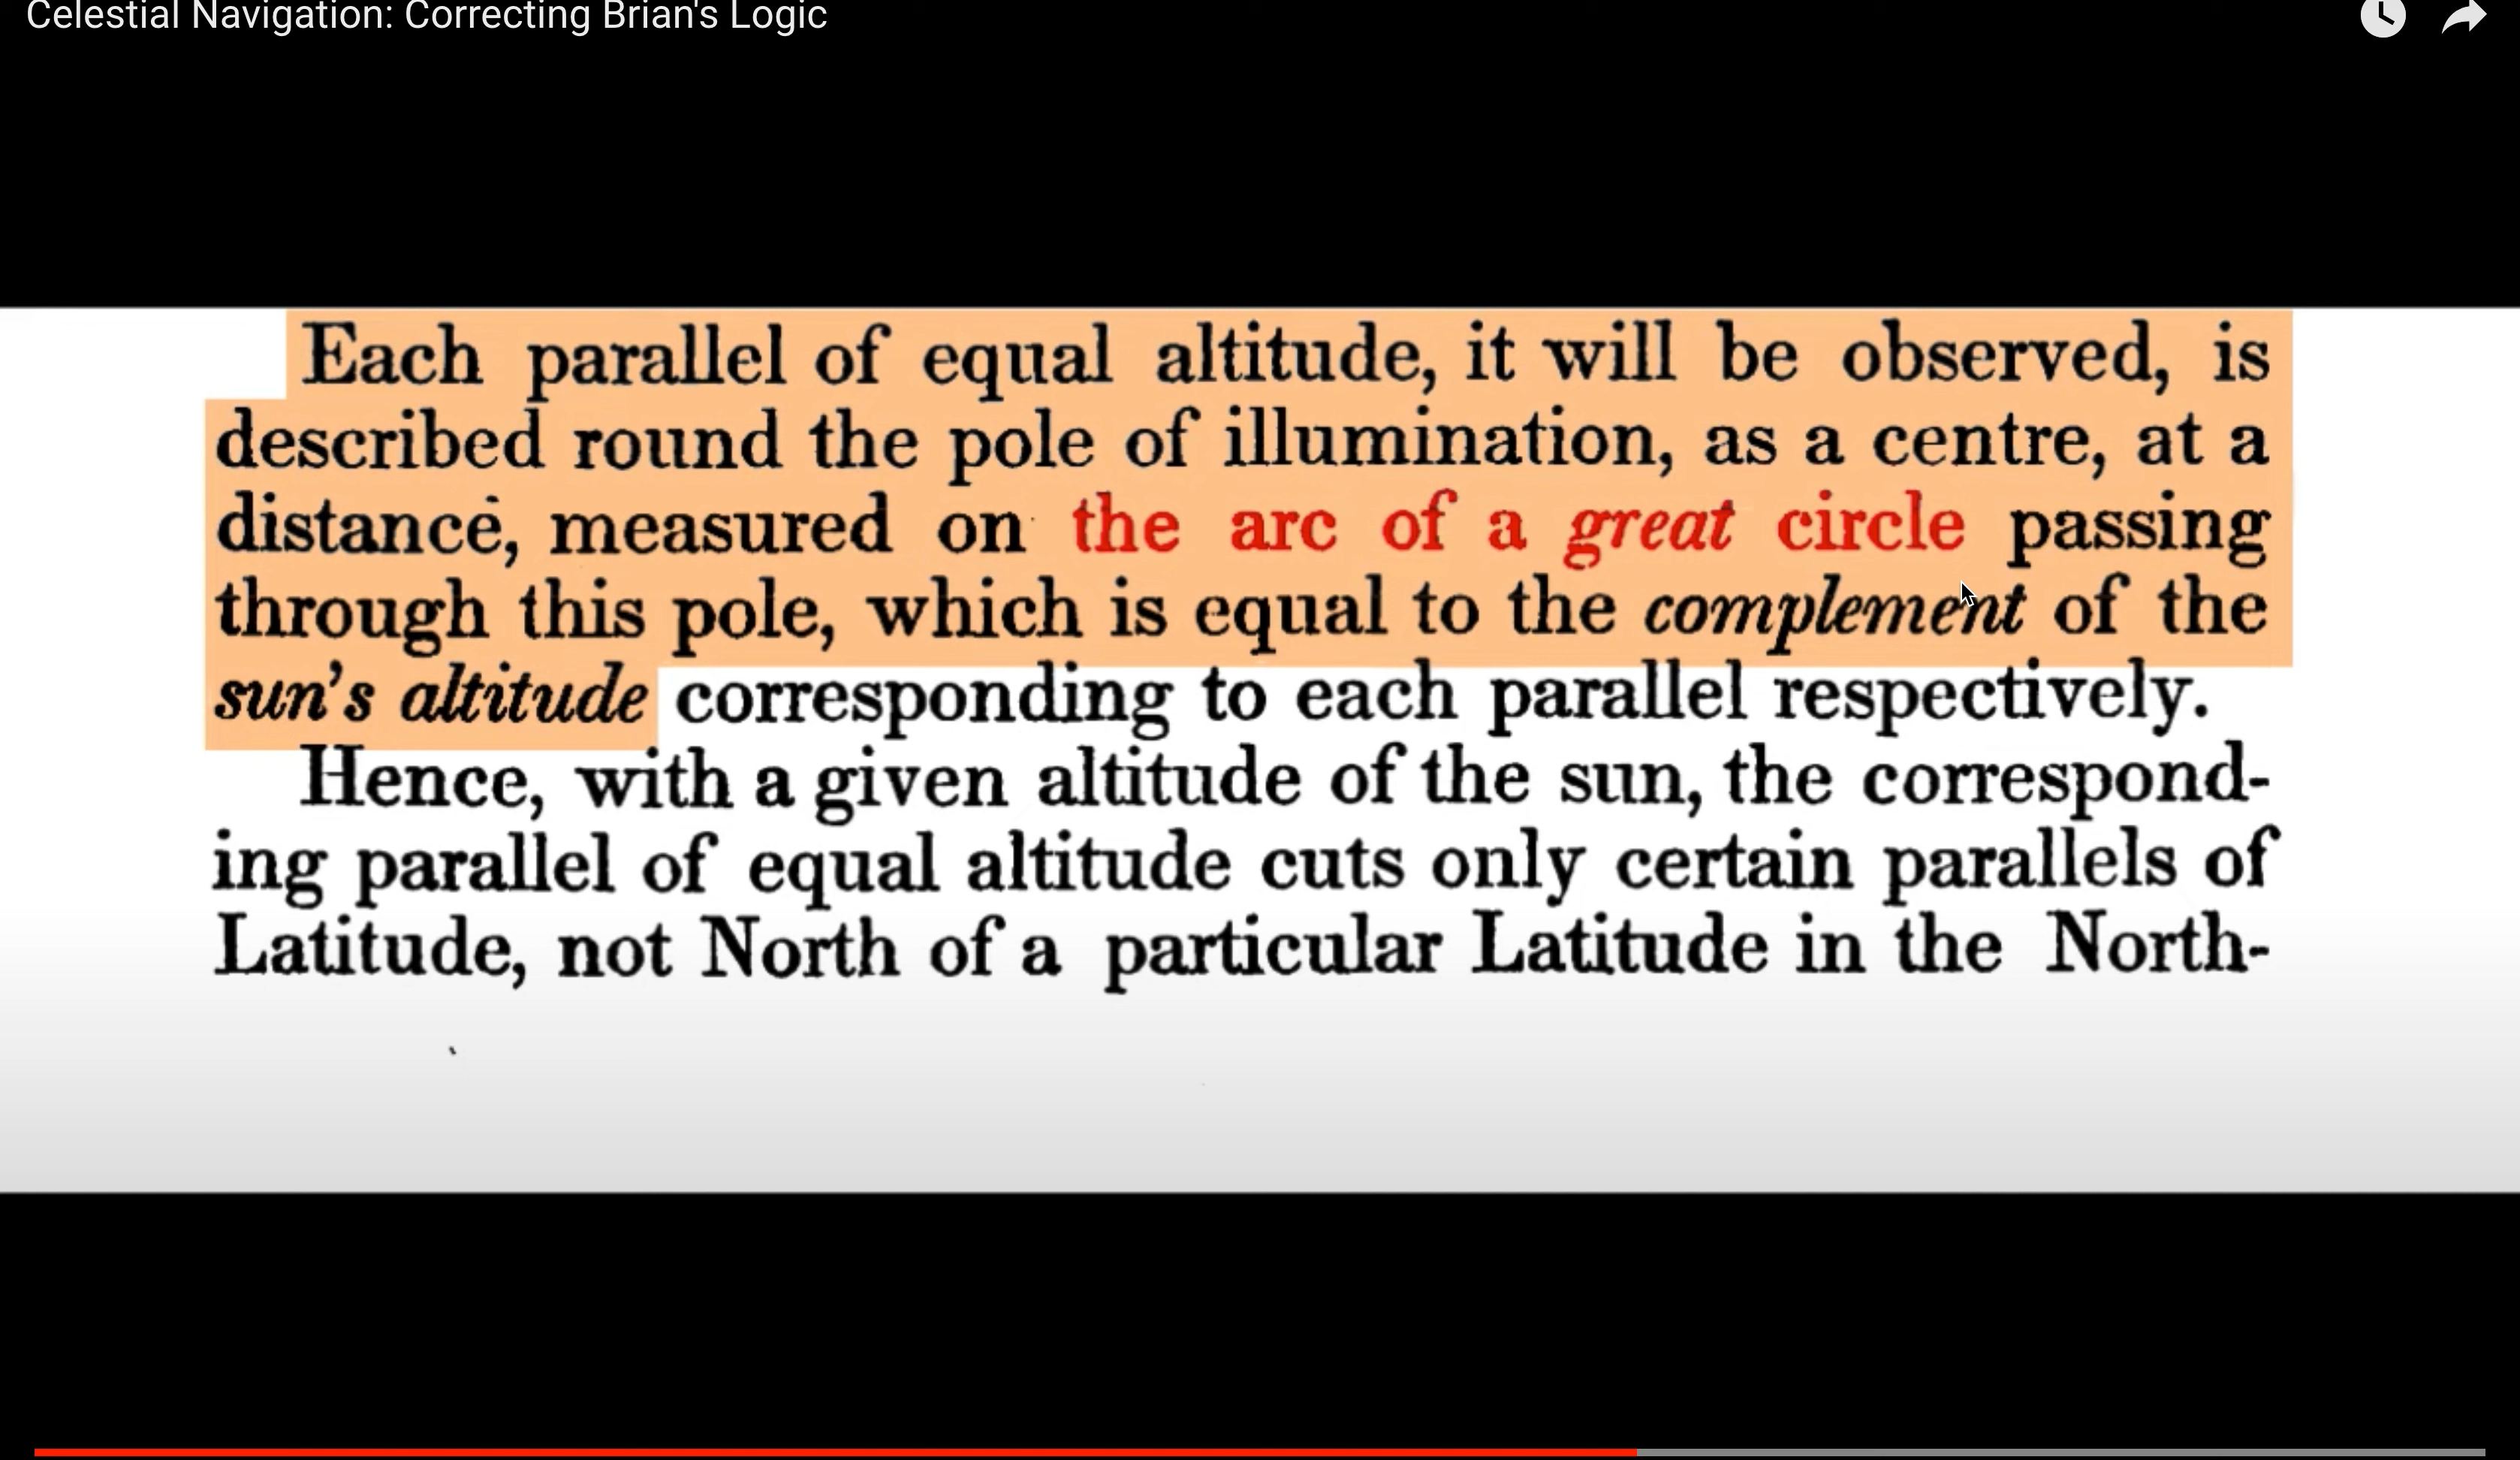 Celestial Navigation: Correcting Brian's Logic
Each parallel of equal altitude, it will be observed, is
described round the pole of illumination, as a centre, at a
distance, measured on the arc of a great circle passing
through this pole, which is equal to the complement of the
sun's altitude corresponding to each parallel respectively.
Hence, with a given altitude of the sun, the correspond-
ing parallel of equal altitude cuts only certain parallels of
Latitude, not North of a particular Latitude in the North-